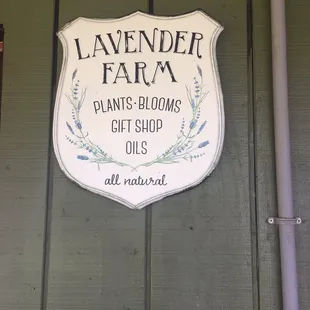 LAVENDER
FARM
PLANTS · BLOOMS
GIFT SHOP
OILS
all natural